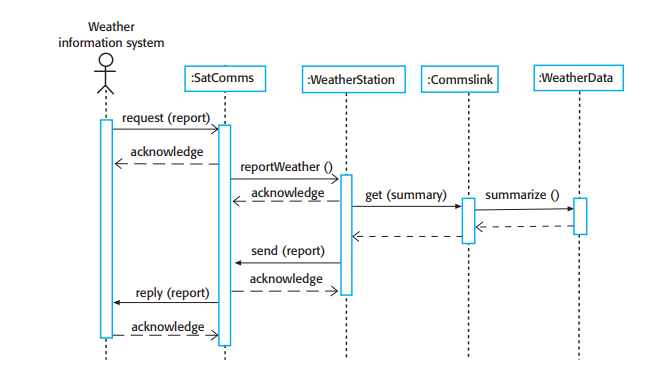 Weather
information system
:SatComms
:WeatherStation
:Commslink
:WeatherData
request (report)
acknowledge
reportWeather ()
acknowledge
get (summary)
summarize ()
send (report)
acknowledge
reply (report)
acknowledge